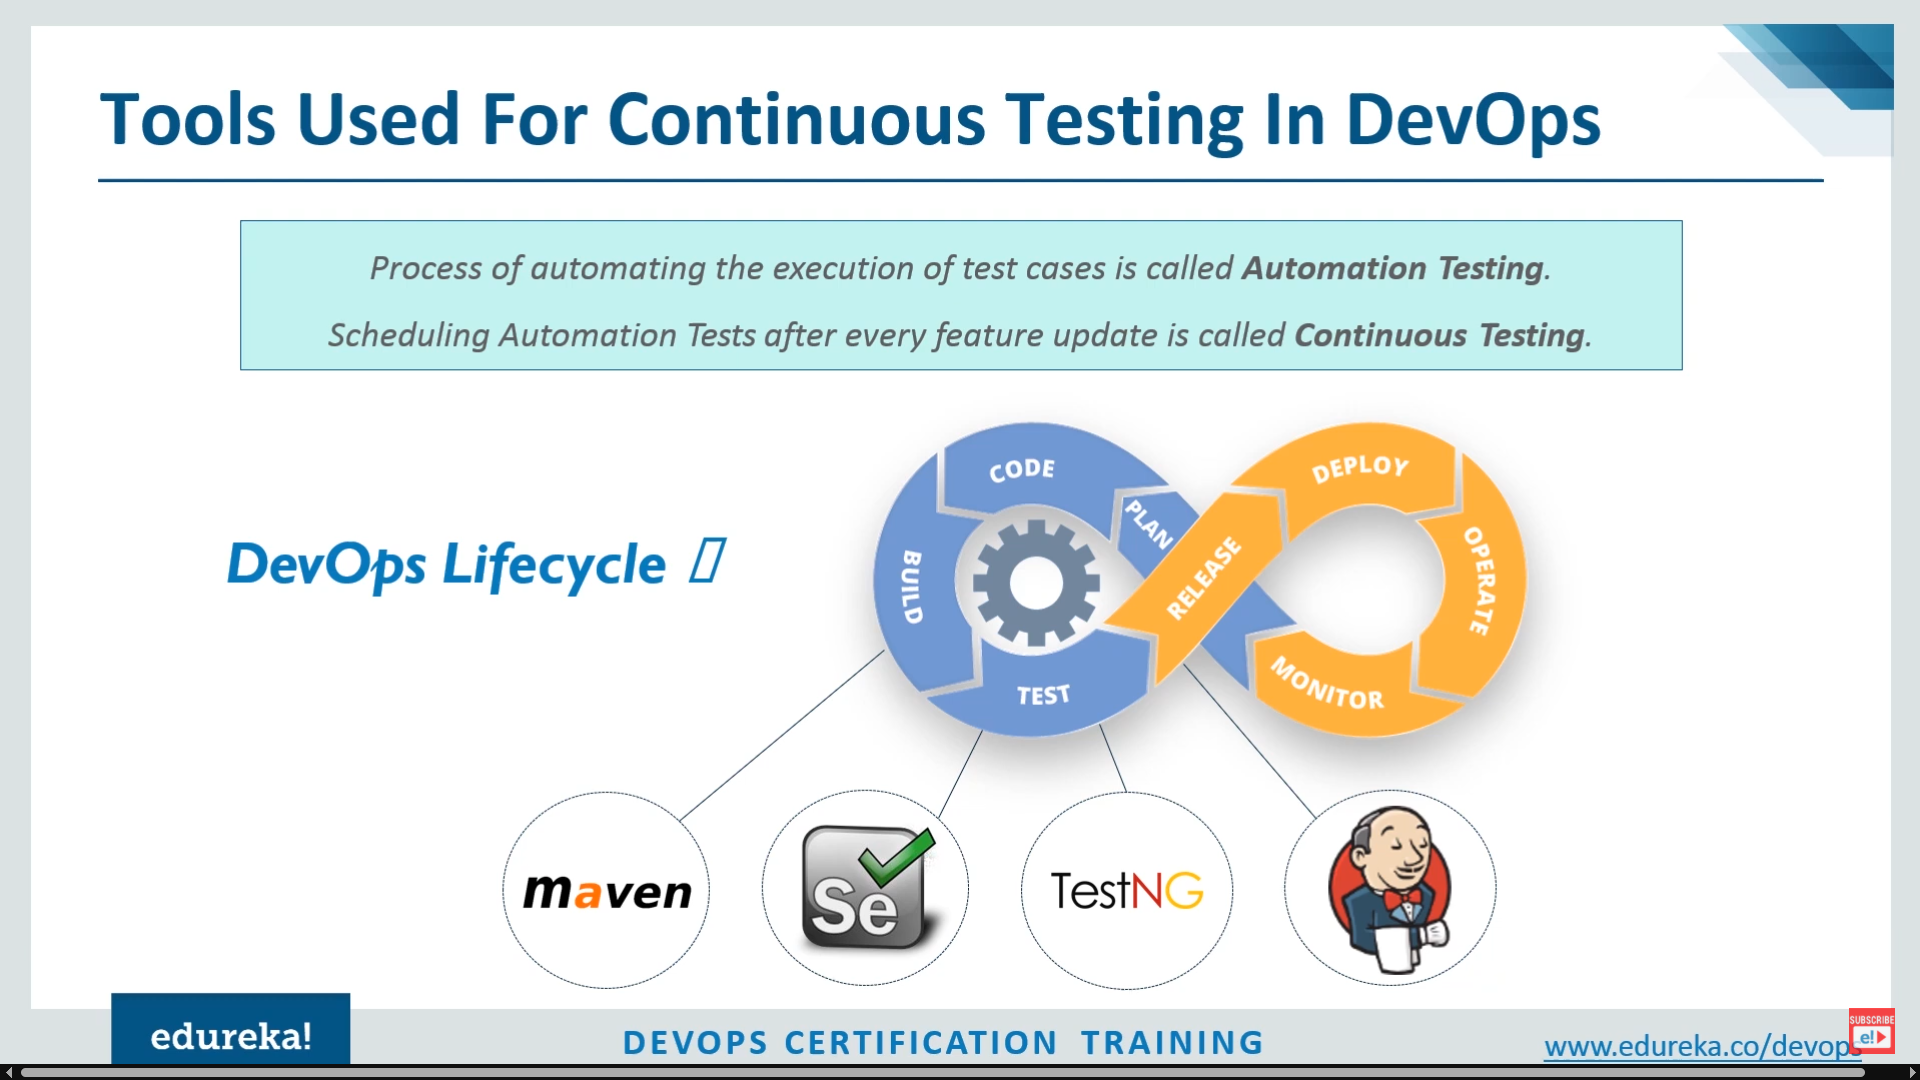 Tools Used For Continuous Testing In DevOps
Process of automating the execution of test cases is called Automation Testing.
Scheduling Automation Tests after every feature update is called Continuous Testing.
DevOps Lifecycle
CODE
PLAN
BUILD
TEST
RELEASE
DEPLOY
OPERATE
MONITOR
maven
Se
TestNG
edureka!
DEVOPS CERTIFICATION TRAINING
www.edureka.co/devops
SUBSCRIBE
e!